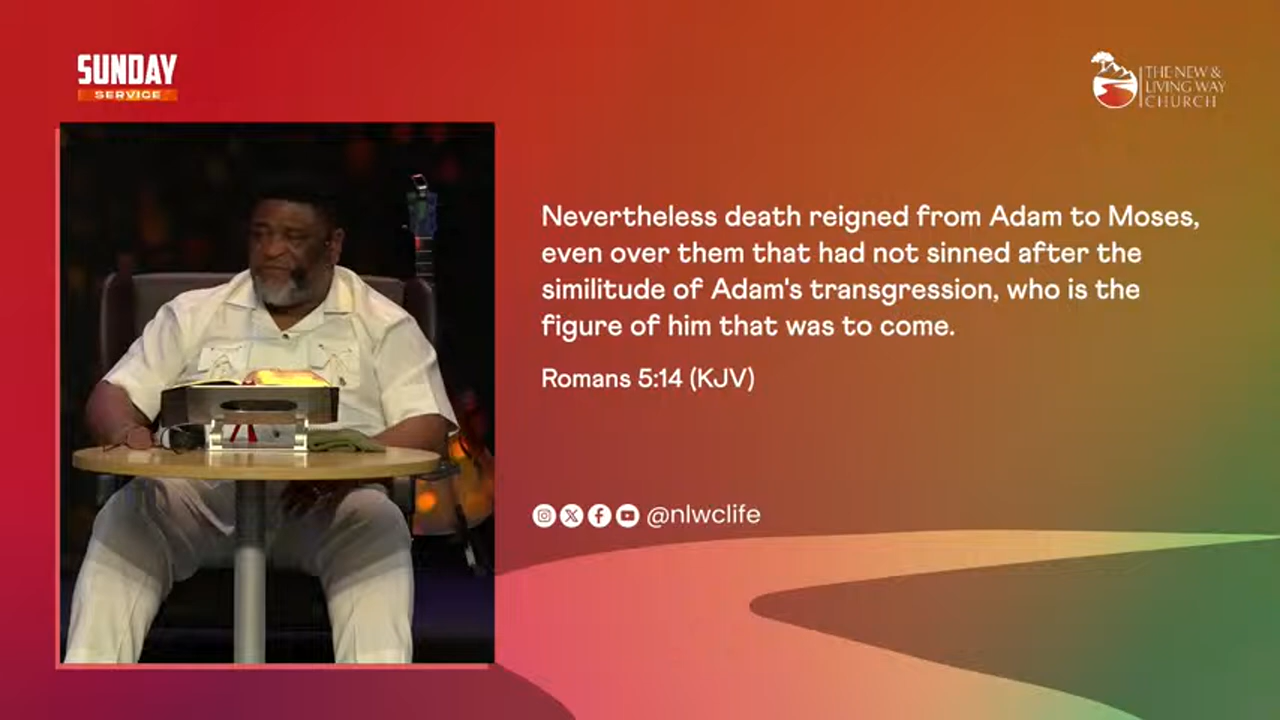 SUNDAY
SERVICE
THE NEW &
LIVING WAY
CHURCH
Nevertheless death reigned from Adam to Moses,
even over them that had not sinned after the
similitude of Adam's transgression, who is the
figure of him that was to come.
Romans 5:14 (KJV)
@nlwclife